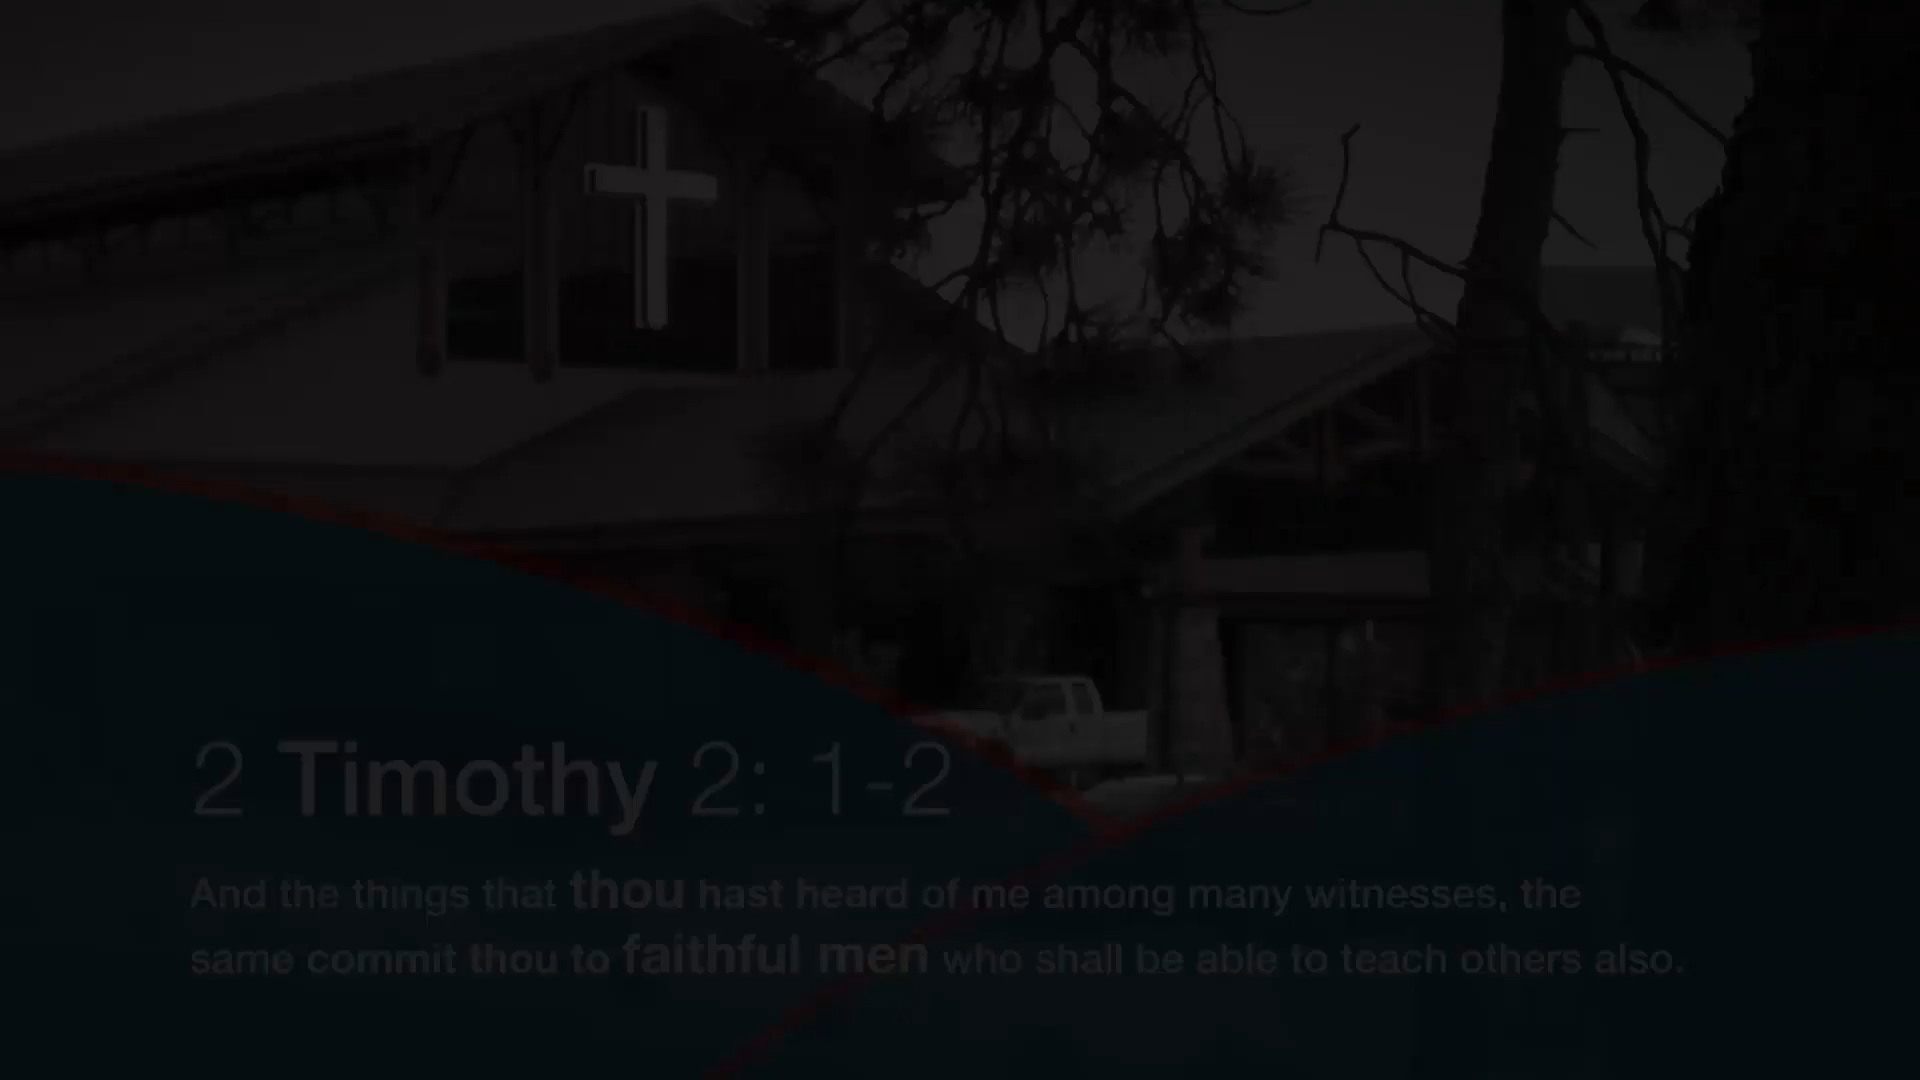 2 Timothy 2: 1-2
And the things that thou hast heard of me among many witnesses, the
same commit thou to faithful men who shall be able to teach others also.